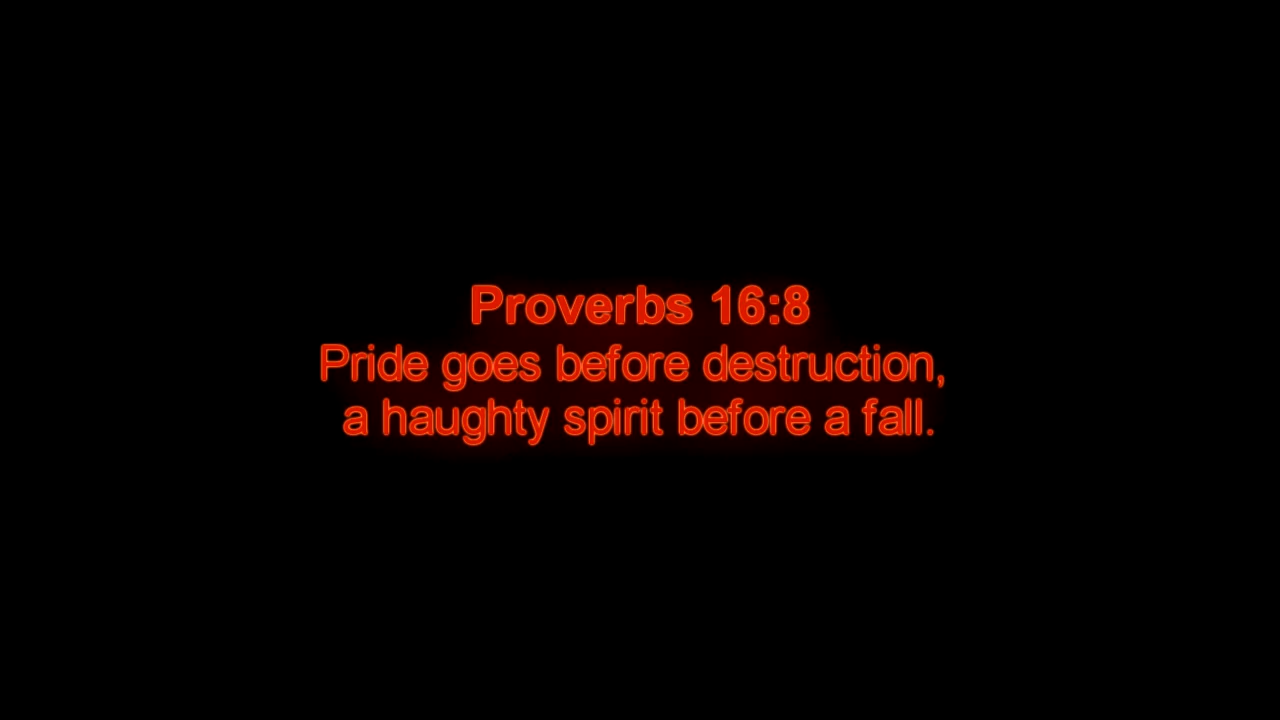 Proverbs 16:8
Pride goes before destruction,
a haughty spirit before a fall.